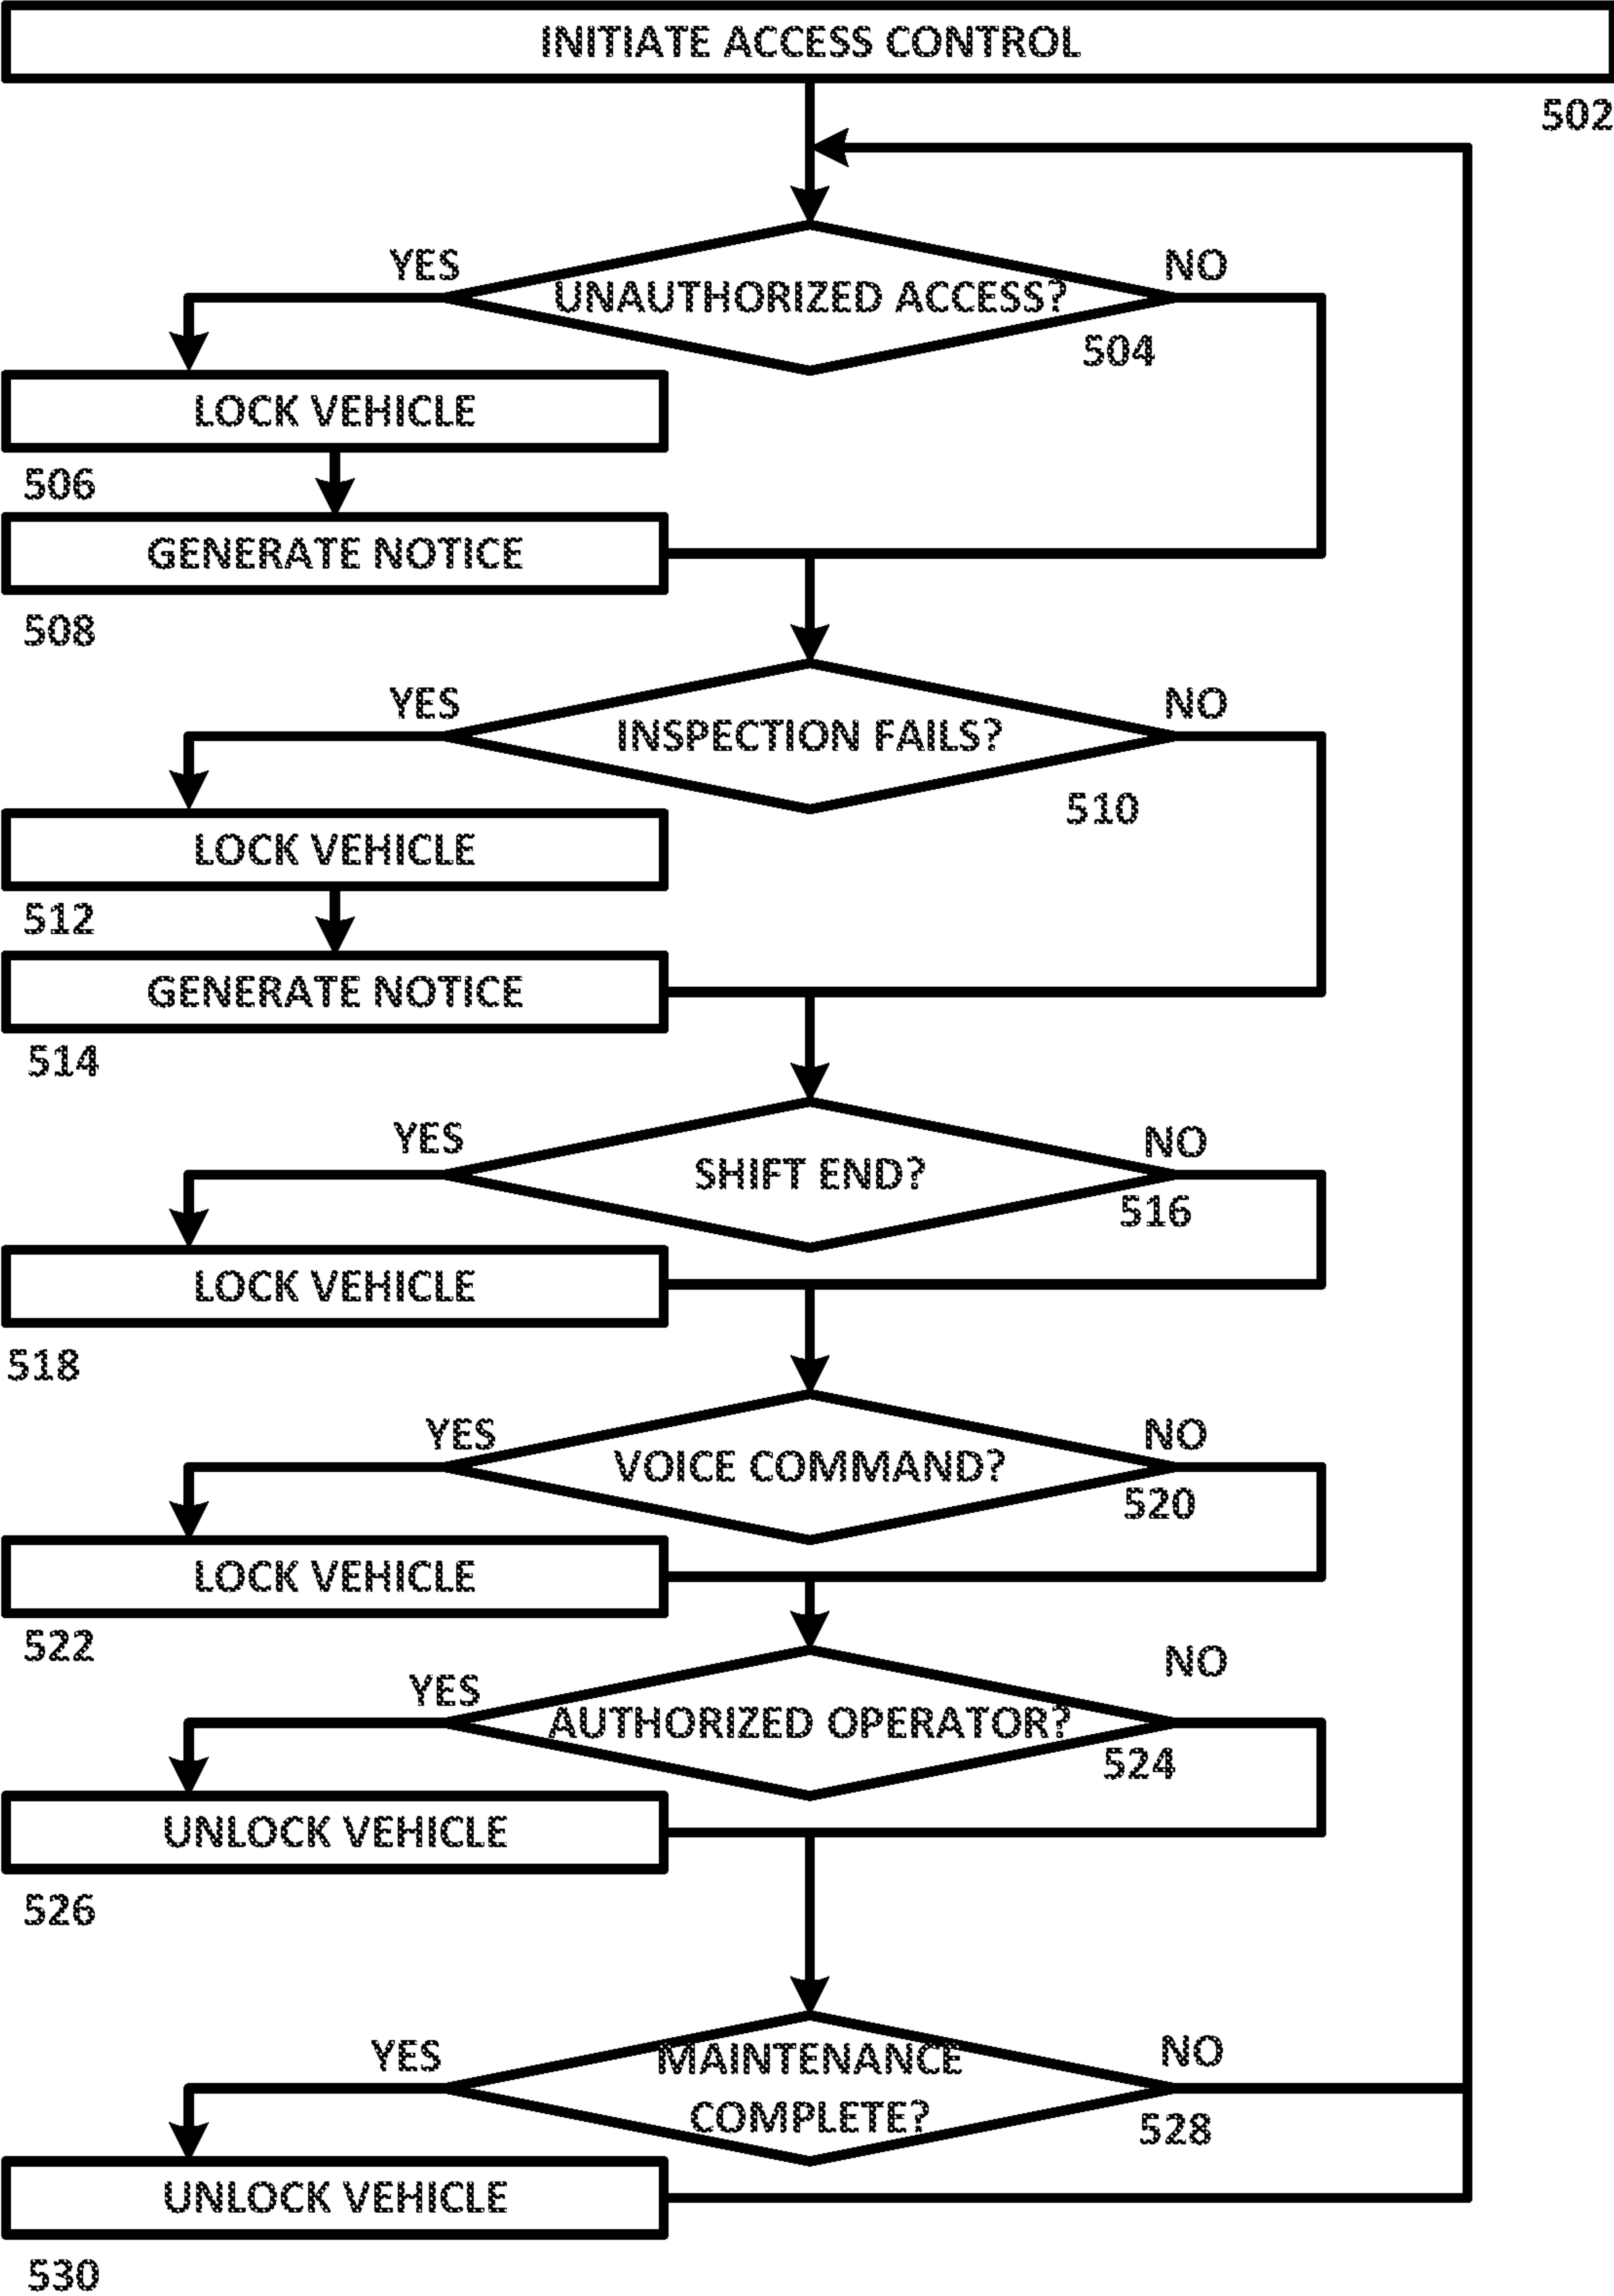 INITIATE ACCESS CONTROL
502
YES
NO
UNAUTHORIZED ACCESS?
504
LOCK VEHICLE
506
GENERATE NOTICE
508
YES
NO
INSPECTION FAILS?
510
LOCK VEHICLE
512
GENERATE NOTICE
514
YES
NO
SHIFT END?
516
LOCK VEHICLE
518
YES
NO
VOICE COMMAND?
520
LOCK VEHICLE
522
NO
YES
AUTHORIZED OPERATOR?
524
UNLOCK VEHICLE
526
YES
NO
MAINTENANCE
COMPLETE?
528
UNLOCK VEHICLE
530